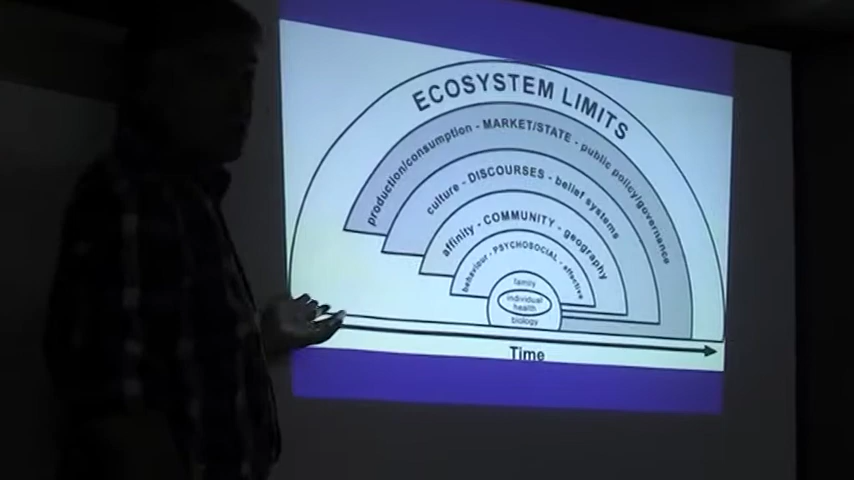 ECOSYSTEM LIMITS
production/consumption - MARKET/STATE - public policy/governance
culture - DISCOURSES - belief systems
affinity - COMMUNITY - geography
behaviour - PSYCHOSOCIAL - affective
family
individual
health
biology
Time